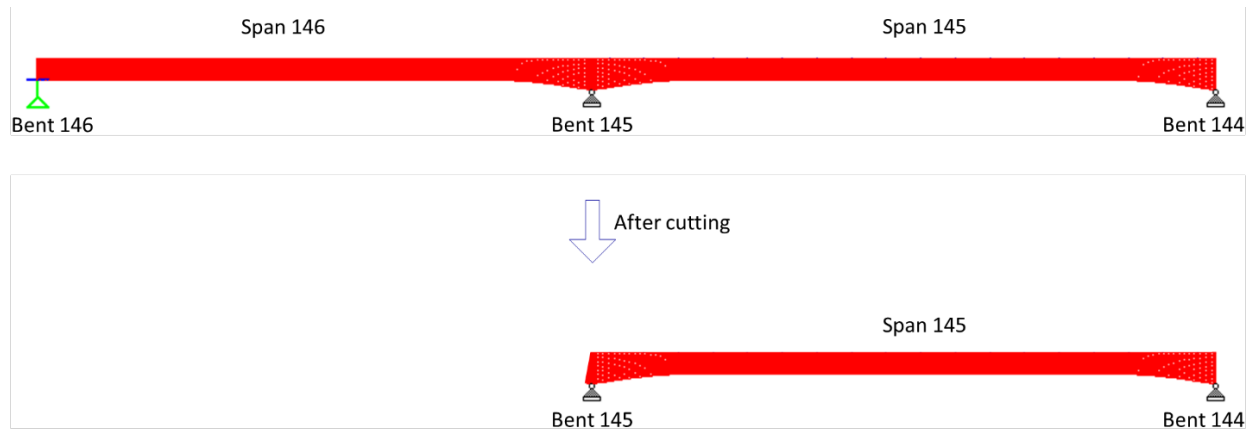 Span 146
Span 145
Bent 146
Bent 145
Bent 144
After cutting
Span 145
Bent 145
Bent 144